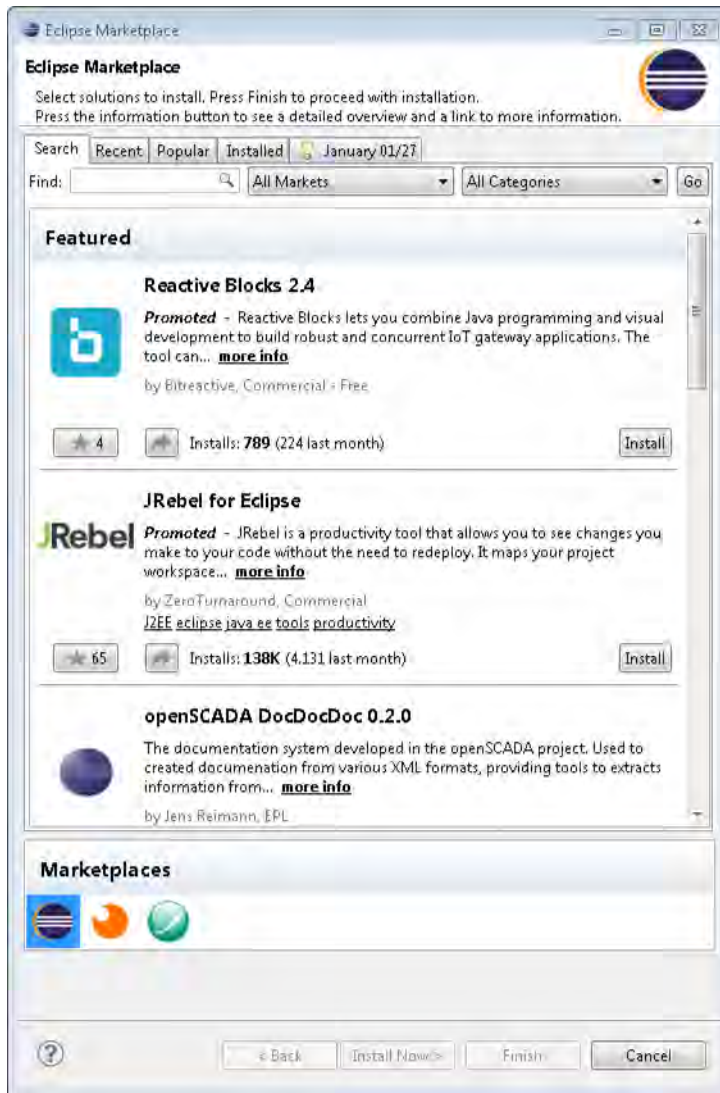 Eclipse Marketplace
Eclipse Marketplace
Select solutions to install. Press Finish to proceed with installation.
Press the information button to see a detailed overview and a link to more information.
Search Recent Popular Installed January 01/27
Find: All Markets All Categories Go
Featured
Reactive Blocks 2.4
Promoted - Reactive Blocks lets you combine Java programming and visual
development to build robust and concurrent IoT gateway applications. The
tool can... more info
by Bitreactive, Commercial - Free
4 Installs: 789 (224 last month) Install
JRebel for Eclipse
JRebel
Promoted - JRebel is a productivity tool that allows you to see changes you
make to your code without the need to redeploy. It maps your project
workspace... more info
by ZeroTurnaround, Commercial
J2EE eclipse java ee tools productivity
65 Installs: 138K (4.131 last month) Install
openSCADA DocDocDoc 0.2.0
The documentation system developed in the openSCADA project. Used to
created documenation from various XML formats, providing tools to extracts
information from... more info
by Jens Reimann, EPL
Marketplaces
? < Back Install Now > Finish Cancel